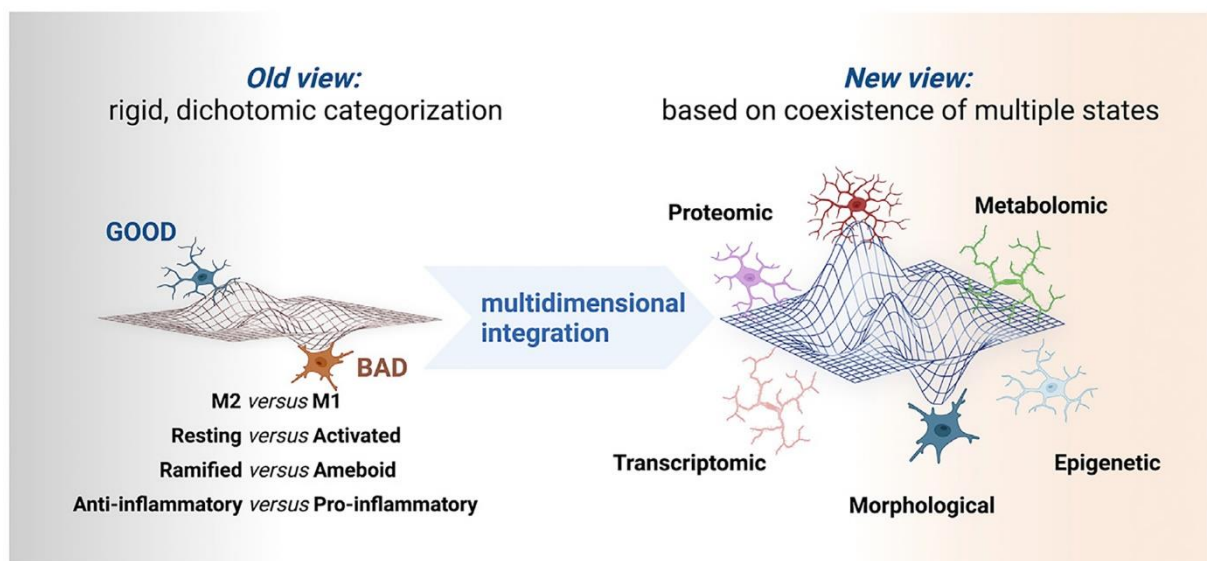 Old view:
rigid, dichotomic categorization
GOOD
BAD
M2 versus M1
Resting versus Activated
Ramified versus Ameboid
Anti-inflammatory versus Pro-inflammatory
multidimensional
integration
New view:
based on coexistence of multiple states
Proteomic
Metabolomic
Transcriptomic
Epigenetic
Morphological